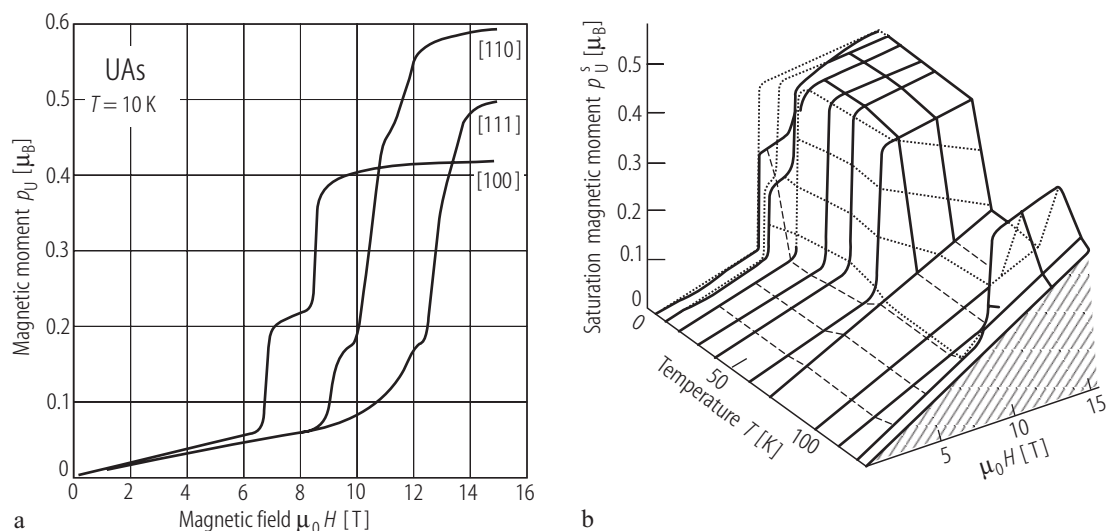 0.6
0.5
0.4
0.3
0.2
0.1
0
Magnetic moment p_U [μ_B]
UAs
T = 10 K
[110]
[111]
[100]
0 2 4 6 8 10 12 14 16
Magnetic field μ₀ H [T]
a
Saturation magnetic moment p_U^s [μ_B]
0.5
0.4
0.3
0.2
0.1
0
0
50
100
Temperature T [K]
5
10
15
μ₀H [T]
b